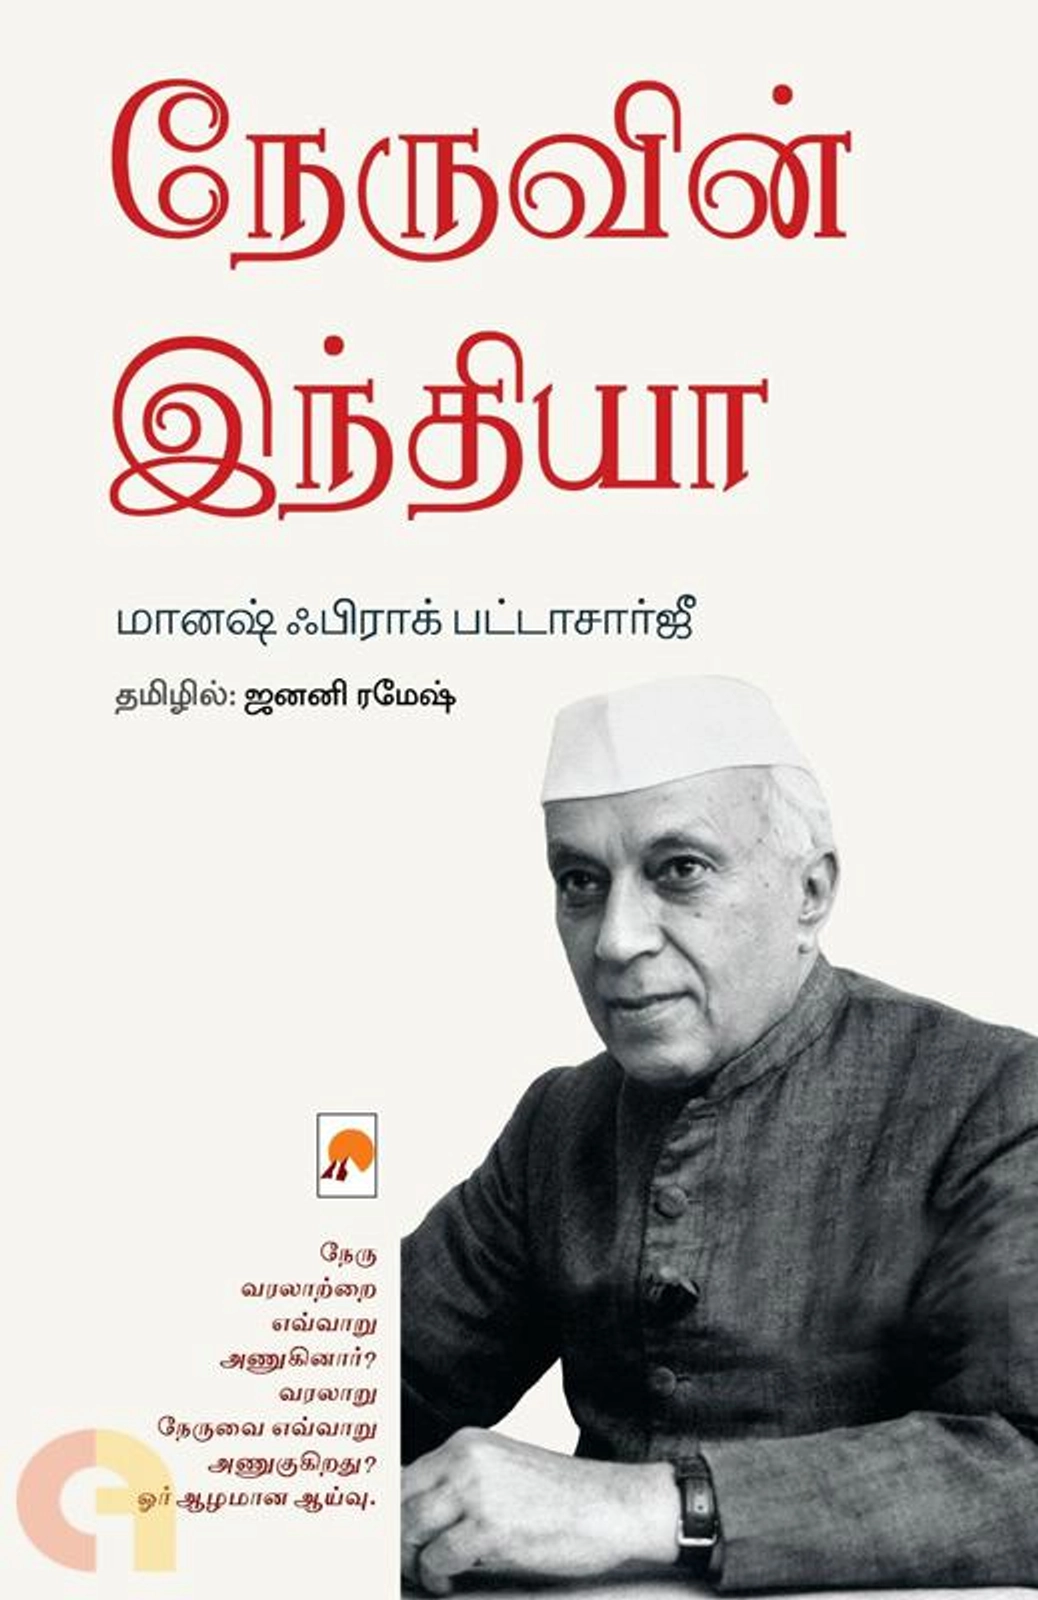 நேருவின்
இந்தியா
மானஷ் ஃபிராக் பட்டாசார்ஜீ
தமிழில்: ஜனனி ரமேஷ்
நேரு
வரலாற்றை
எவ்வாறு
அணுகினார்?
வரலாறு
நேருவை எவ்வாறு
அணுகுகிறது?
ஓர் ஆழமான ஆய்வு.